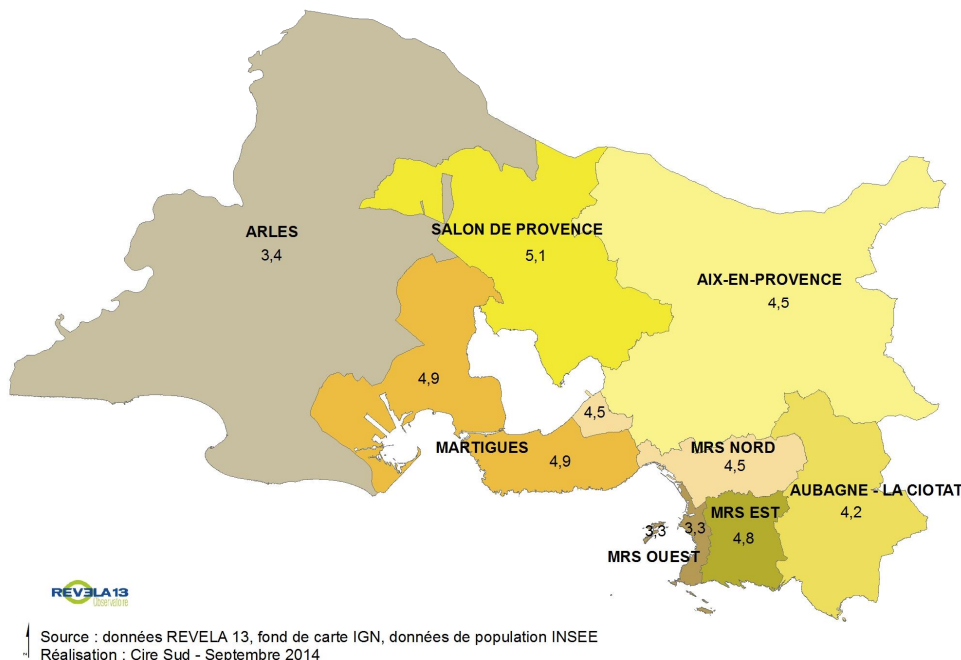 ARLES
3,4
SALON DE PROVENCE
5,1
AIX-EN-PROVENCE
4,5
4,9
4,5
MARTIGUES
4,9
MRS NORD
4,5
AUBAGNE - LA CIOTAT
4,2
MRS EST
4,8
3,3
3,3
MRS OUEST
REVELA13
Observatoire
Source : données REVELA 13, fond de carte IGN, données de population INSEE
Réalisation : Cire Sud - Septembre 2014